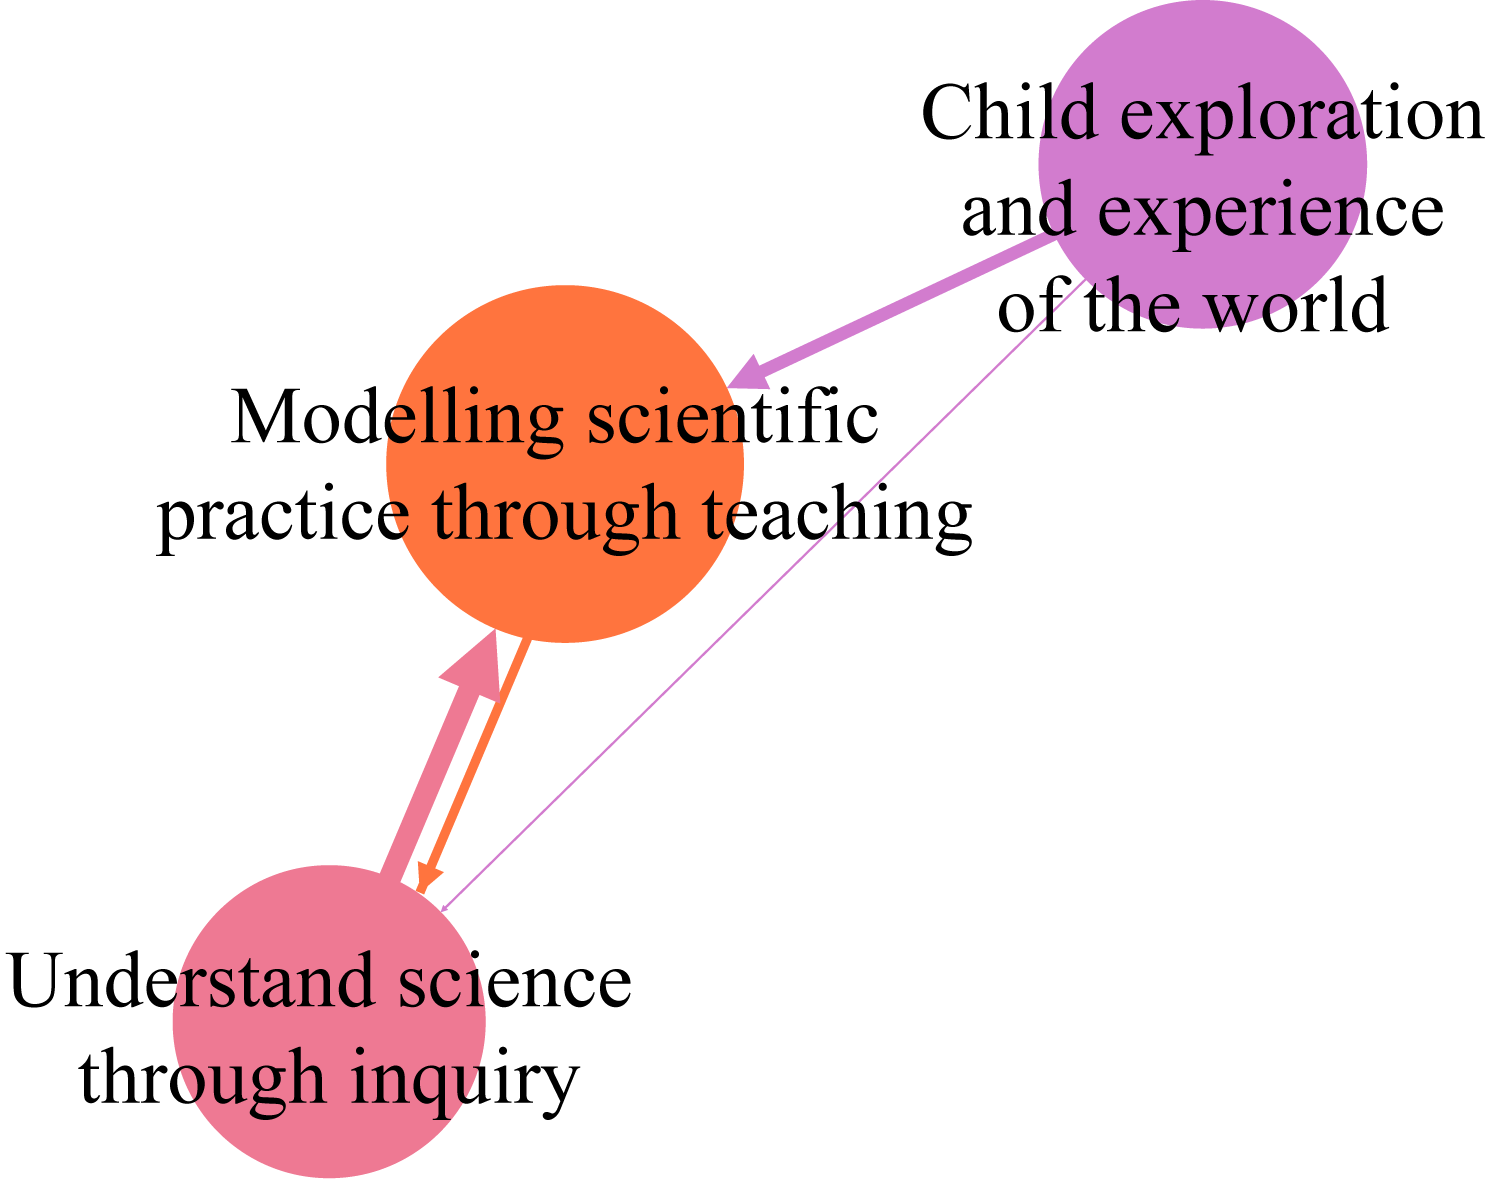 Child exploration
and experience
of the world
Modelling scientific
practice through teaching
Understand science
through inquiry